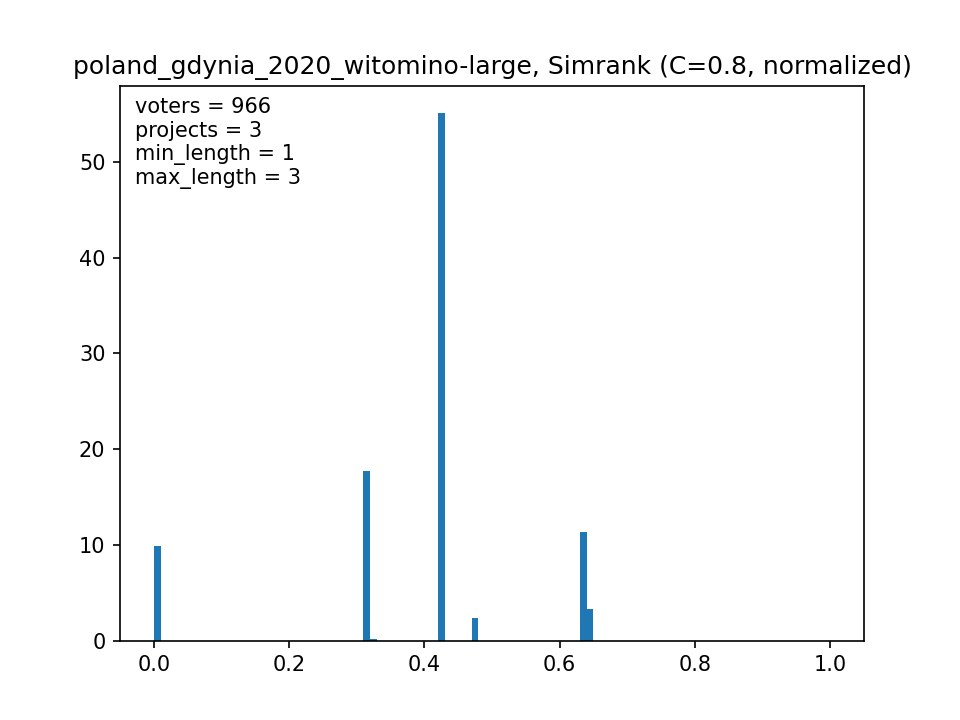 poland_gdynia_2020_witomino-large, Simrank (C=0.8, normalized)
voters = 966
projects = 3
min_length = 1
max_length = 3
50
40
30
20
10
0
0.0 0.2 0.4 0.6 0.8 1.0